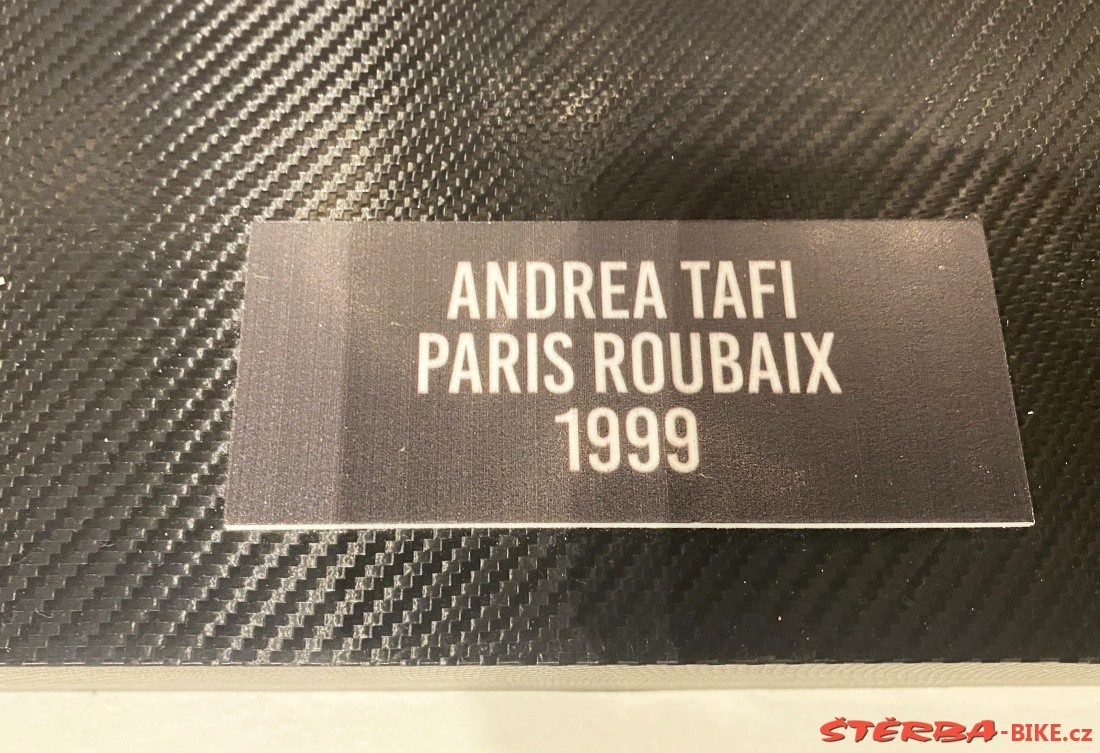 ANDREA TAFI
PARIS ROUBAIX
1999
ŠTĚRBA-BIKE.cz